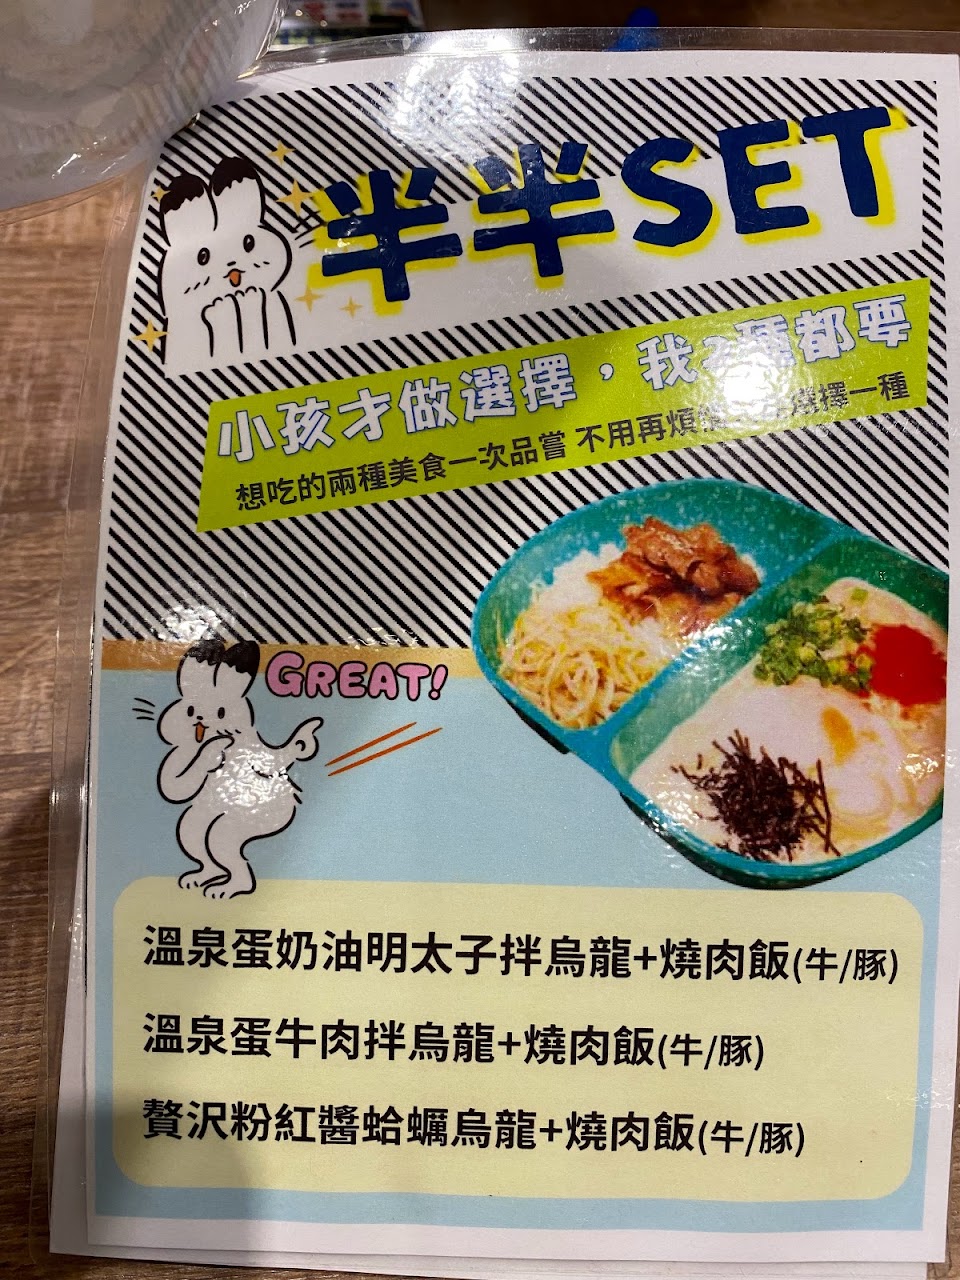 半半SET
小孩才做選擇，我2種都要
想吃的兩種美食一次品嘗 不用再煩 選擇一種
GREAT!
溫泉蛋奶油明太子拌烏龍+燒肉飯(牛/豚)
溫泉蛋牛肉拌烏龍+燒肉飯(牛/豚)
贅沢粉紅醬蛤蠣烏龍+燒肉飯(牛/豚)